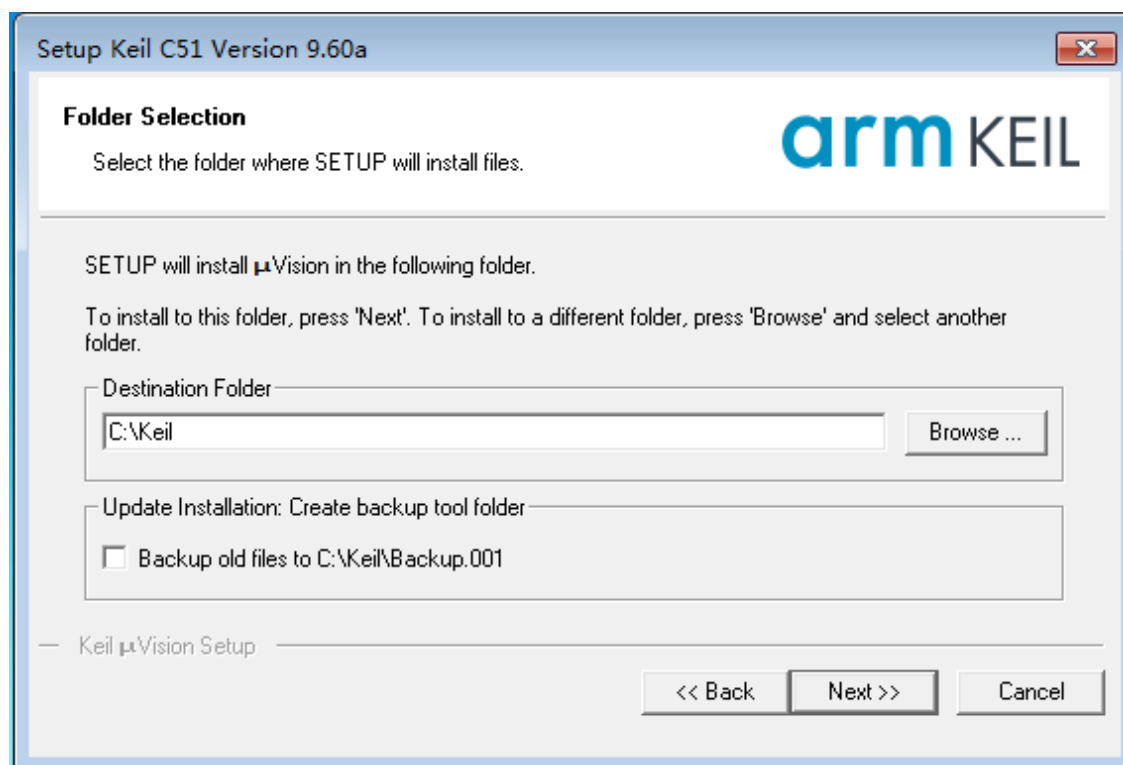 Setup Keil C51 Version 9.60a
Folder Selection
Select the folder where SETUP will install files.
arm KEIL
SETUP will install µVision in the following folder.
To install to this folder, press 'Next'. To install to a different folder, press 'Browse' and select another
folder.
Destination Folder
C:\Keil
Browse ...
Update Installation: Create backup tool folder
Backup old files to C:\Keil\Backup.001
Keil µVision Setup
<< Back
Next >>
Cancel